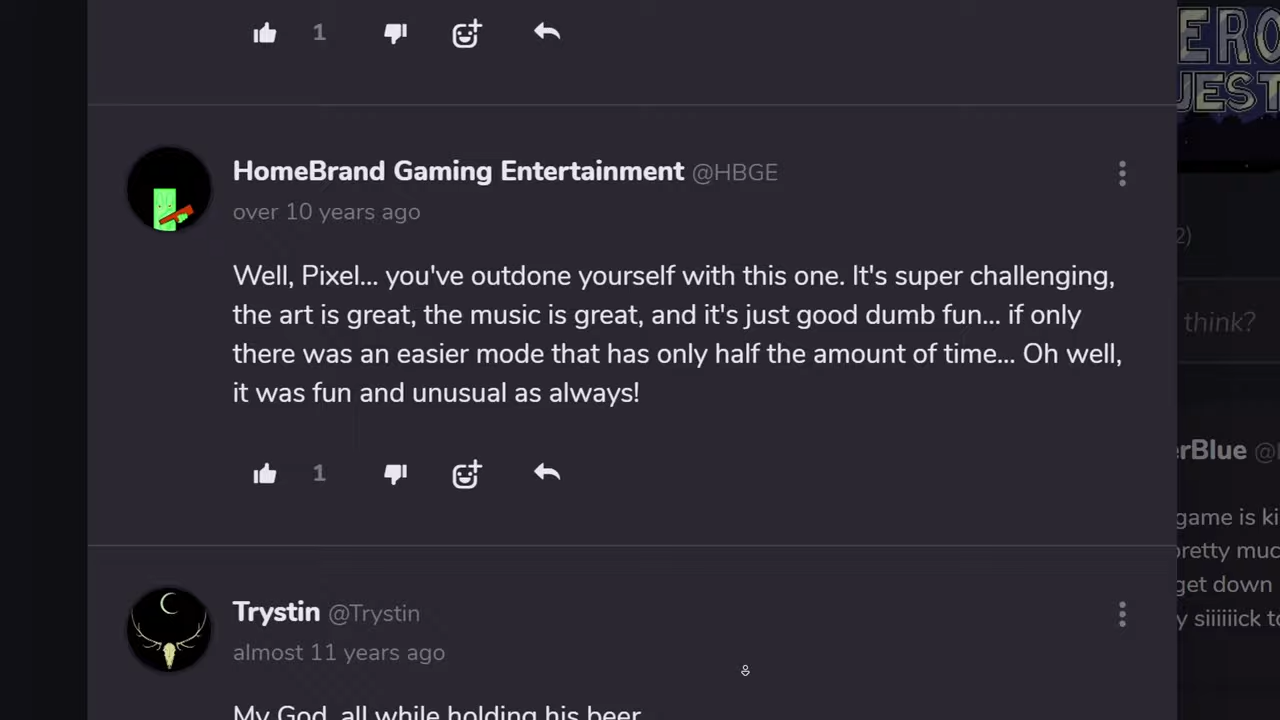 1
HomeBrand Gaming Entertainment @HBGE
over 10 years ago
Well, Pixel... you've outdone yourself with this one. It's super challenging,
the art is great, the music is great, and it's just good dumb fun... if only
there was an easier mode that has only half the amount of time... Oh well,
it was fun and unusual as always!
1
Trystin @Trystin
almost 11 years ago
My God, all while holding his beer
ERO
UEST
2)
think?
erBlue @
game is ki
pretty muc
get down
y siiiiiick to